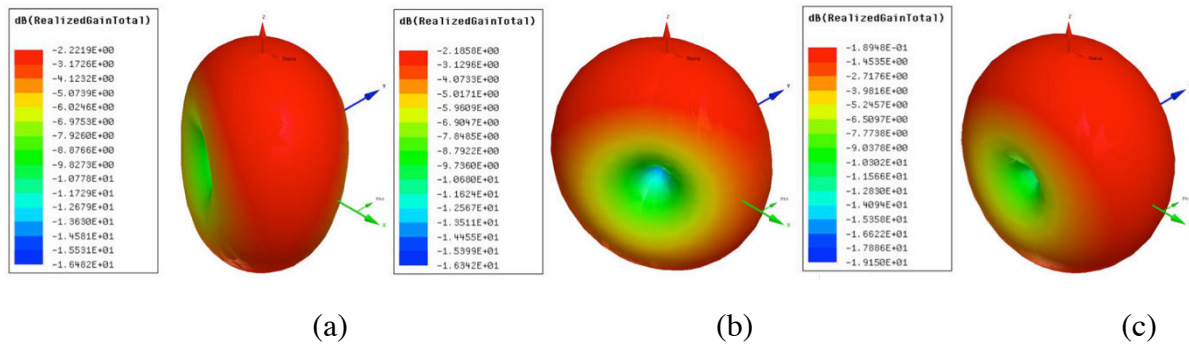 dB(RealizedGainTotal)
-2.2219E+00
-3.1726E+00
-4.1232E+00
-5.0739E+00
-6.0246E+00
-6.9753E+00
-7.9260E+00
-8.8766E+00
-9.8273E+00
-1.0778E+01
-1.1729E+01
-1.2679E+01
-1.3630E+01
-1.4581E+01
-1.5531E+01
-1.6482E+01
Z
Theta
Y
Phi
X
(a)
dB(RealizedGainTotal)
-2.1858E+00
-3.1296E+00
-4.0733E+00
-5.0171E+00
-5.9609E+00
-6.9047E+00
-7.8485E+00
-8.7922E+00
-9.7360E+00
-1.0680E+01
-1.1624E+01
-1.2567E+01
-1.3511E+01
-1.4455E+01
-1.5399E+01
-1.6342E+01
Z
Theta
Y
Phi
X
(b)
dB(RealizedGainTotal)
-1.8948E-01
-1.4535E+00
-2.7176E+00
-3.9816E+00
-5.2457E+00
-6.5097E+00
-7.7738E+00
-9.0378E+00
-1.0302E+01
-1.1566E+01
-1.2830E+01
-1.4094E+01
-1.5358E+01
-1.6622E+01
-1.7886E+01
-1.9150E+01
Z
Theta
Y
Phi
X
(c)